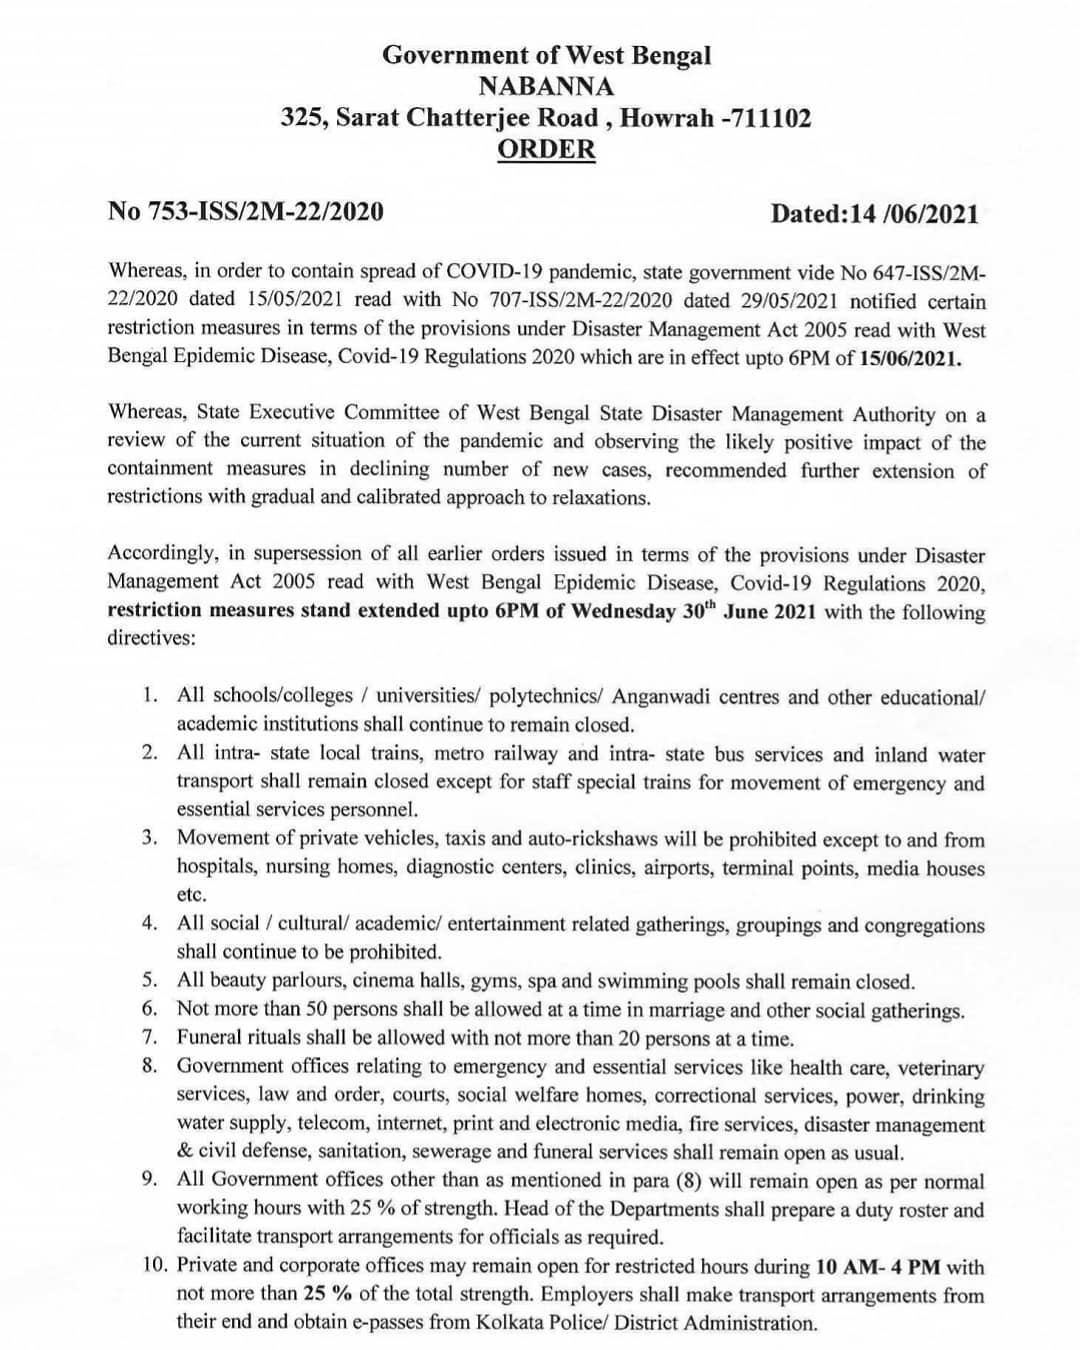 Government of West Bengal
NABANNA
325, Sarat Chatterjee Road , Howrah -711102
ORDER
No 753-ISS/2M-22/2020
Dated:14 /06/2021
Whereas, in order to contain spread of COVID-19 pandemic, state government vide No 647-ISS/2M-
22/2020 dated 15/05/2021 read with No 707-ISS/2M-22/2020 dated 29/05/2021 notified certain
restriction measures in terms of the provisions under Disaster Management Act 2005 read with West
Bengal Epidemic Disease, Covid-19 Regulations 2020 which are in effect upto 6PM of 15/06/2021.
Whereas, State Executive Committee of West Bengal State Disaster Management Authority on a
review of the current situation of the pandemic and observing the likely positive impact of the
containment measures in declining number of new cases, recommended further extension of
restrictions with gradual and calibrated approach to relaxations.
Accordingly, in supersession of all earlier orders issued in terms of the provisions under Disaster
Management Act 2005 read with West Bengal Epidemic Disease, Covid-19 Regulations 2020,
restriction measures stand extended upto 6PM of Wednesday 30th June 2021 with the following
directives:
1. All schools/colleges / universities/ polytechnics/ Anganwadi centres and other educational/
academic institutions shall continue to remain closed.
2. All intra- state local trains, metro railway and intra- state bus services and inland water
transport shall remain closed except for staff special trains for movement of emergency and
essential services personnel.
3. Movement of private vehicles, taxis and auto-rickshaws will be prohibited except to and from
hospitals, nursing homes, diagnostic centers, clinics, airports, terminal points, media houses
etc.
4. All social / cultural/ academic/ entertainment related gatherings, groupings and congregations
shall continue to be prohibited.
5. All beauty parlours, cinema halls, gyms, spa and swimming pools shall remain closed.
6. Not more than 50 persons shall be allowed at a time in marriage and other social gatherings.
7. Funeral rituals shall be allowed with not more than 20 persons at a time.
8. Government offices relating to emergency and essential services like health care, veterinary
services, law and order, courts, social welfare homes, correctional services, power, drinking
water supply, telecom, internet, print and electronic media, fire services, disaster management
& civil defense, sanitation, sewerage and funeral services shall remain open as usual.
9. All Government offices other than as mentioned in para (8) will remain open as per normal
working hours with 25 % of strength. Head of the Departments shall prepare a duty roster and
facilitate transport arrangements for officials as required.
10. Private and corporate offices may remain open for restricted hours during 10 AM- 4 PM with
not more than 25 % of the total strength. Employers shall make transport arrangements from
their end and obtain e-passes from Kolkata Police/ District Administration.